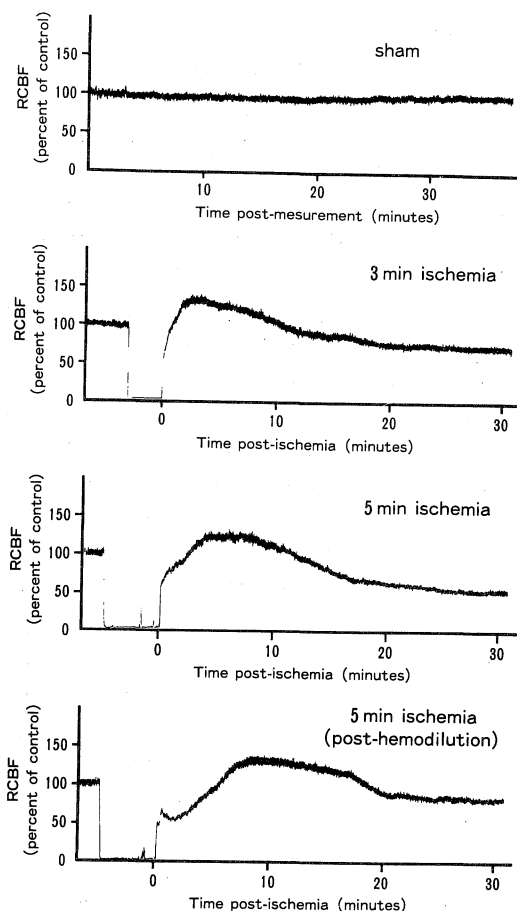 sham
RCBF
(percent of control)
150
100
50
0
10
20
30
Time post-mesurement (minutes)
3 min ischemia
RCBF
(percent of control)
150
100
50
0
0
10
20
30
Time post-ischemia (minutes)
5 min ischemia
RCBF
(percent of control)
150
100
50
0
0
10
20
30
Time post-ischemia (minutes)
5 min ischemia
(post-hemodilution)
RCBF
(percent of control)
150
100
50
0
0
10
20
30
Time post-ischemia (minutes)